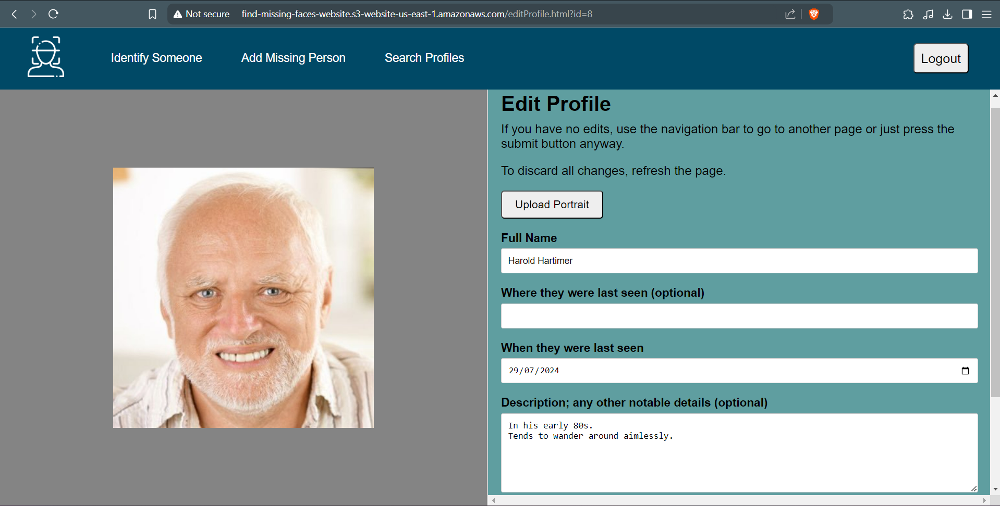 Not secure find-missing-faces-website.s3-website-us-east-1.amazonaws.com/editProfile.html?id=8
Identify Someone
Add Missing Person
Search Profiles
Logout
Edit Profile
If you have no edits, use the navigation bar to go to another page or just press the
submit button anyway.
To discard all changes, refresh the page.
Upload Portrait
Full Name
Harold Hartimer
Where they were last seen (optional)
When they were last seen
29/07/2024
Description; any other notable details (optional)
In his early 80s.
Tends to wander around aimlessly.